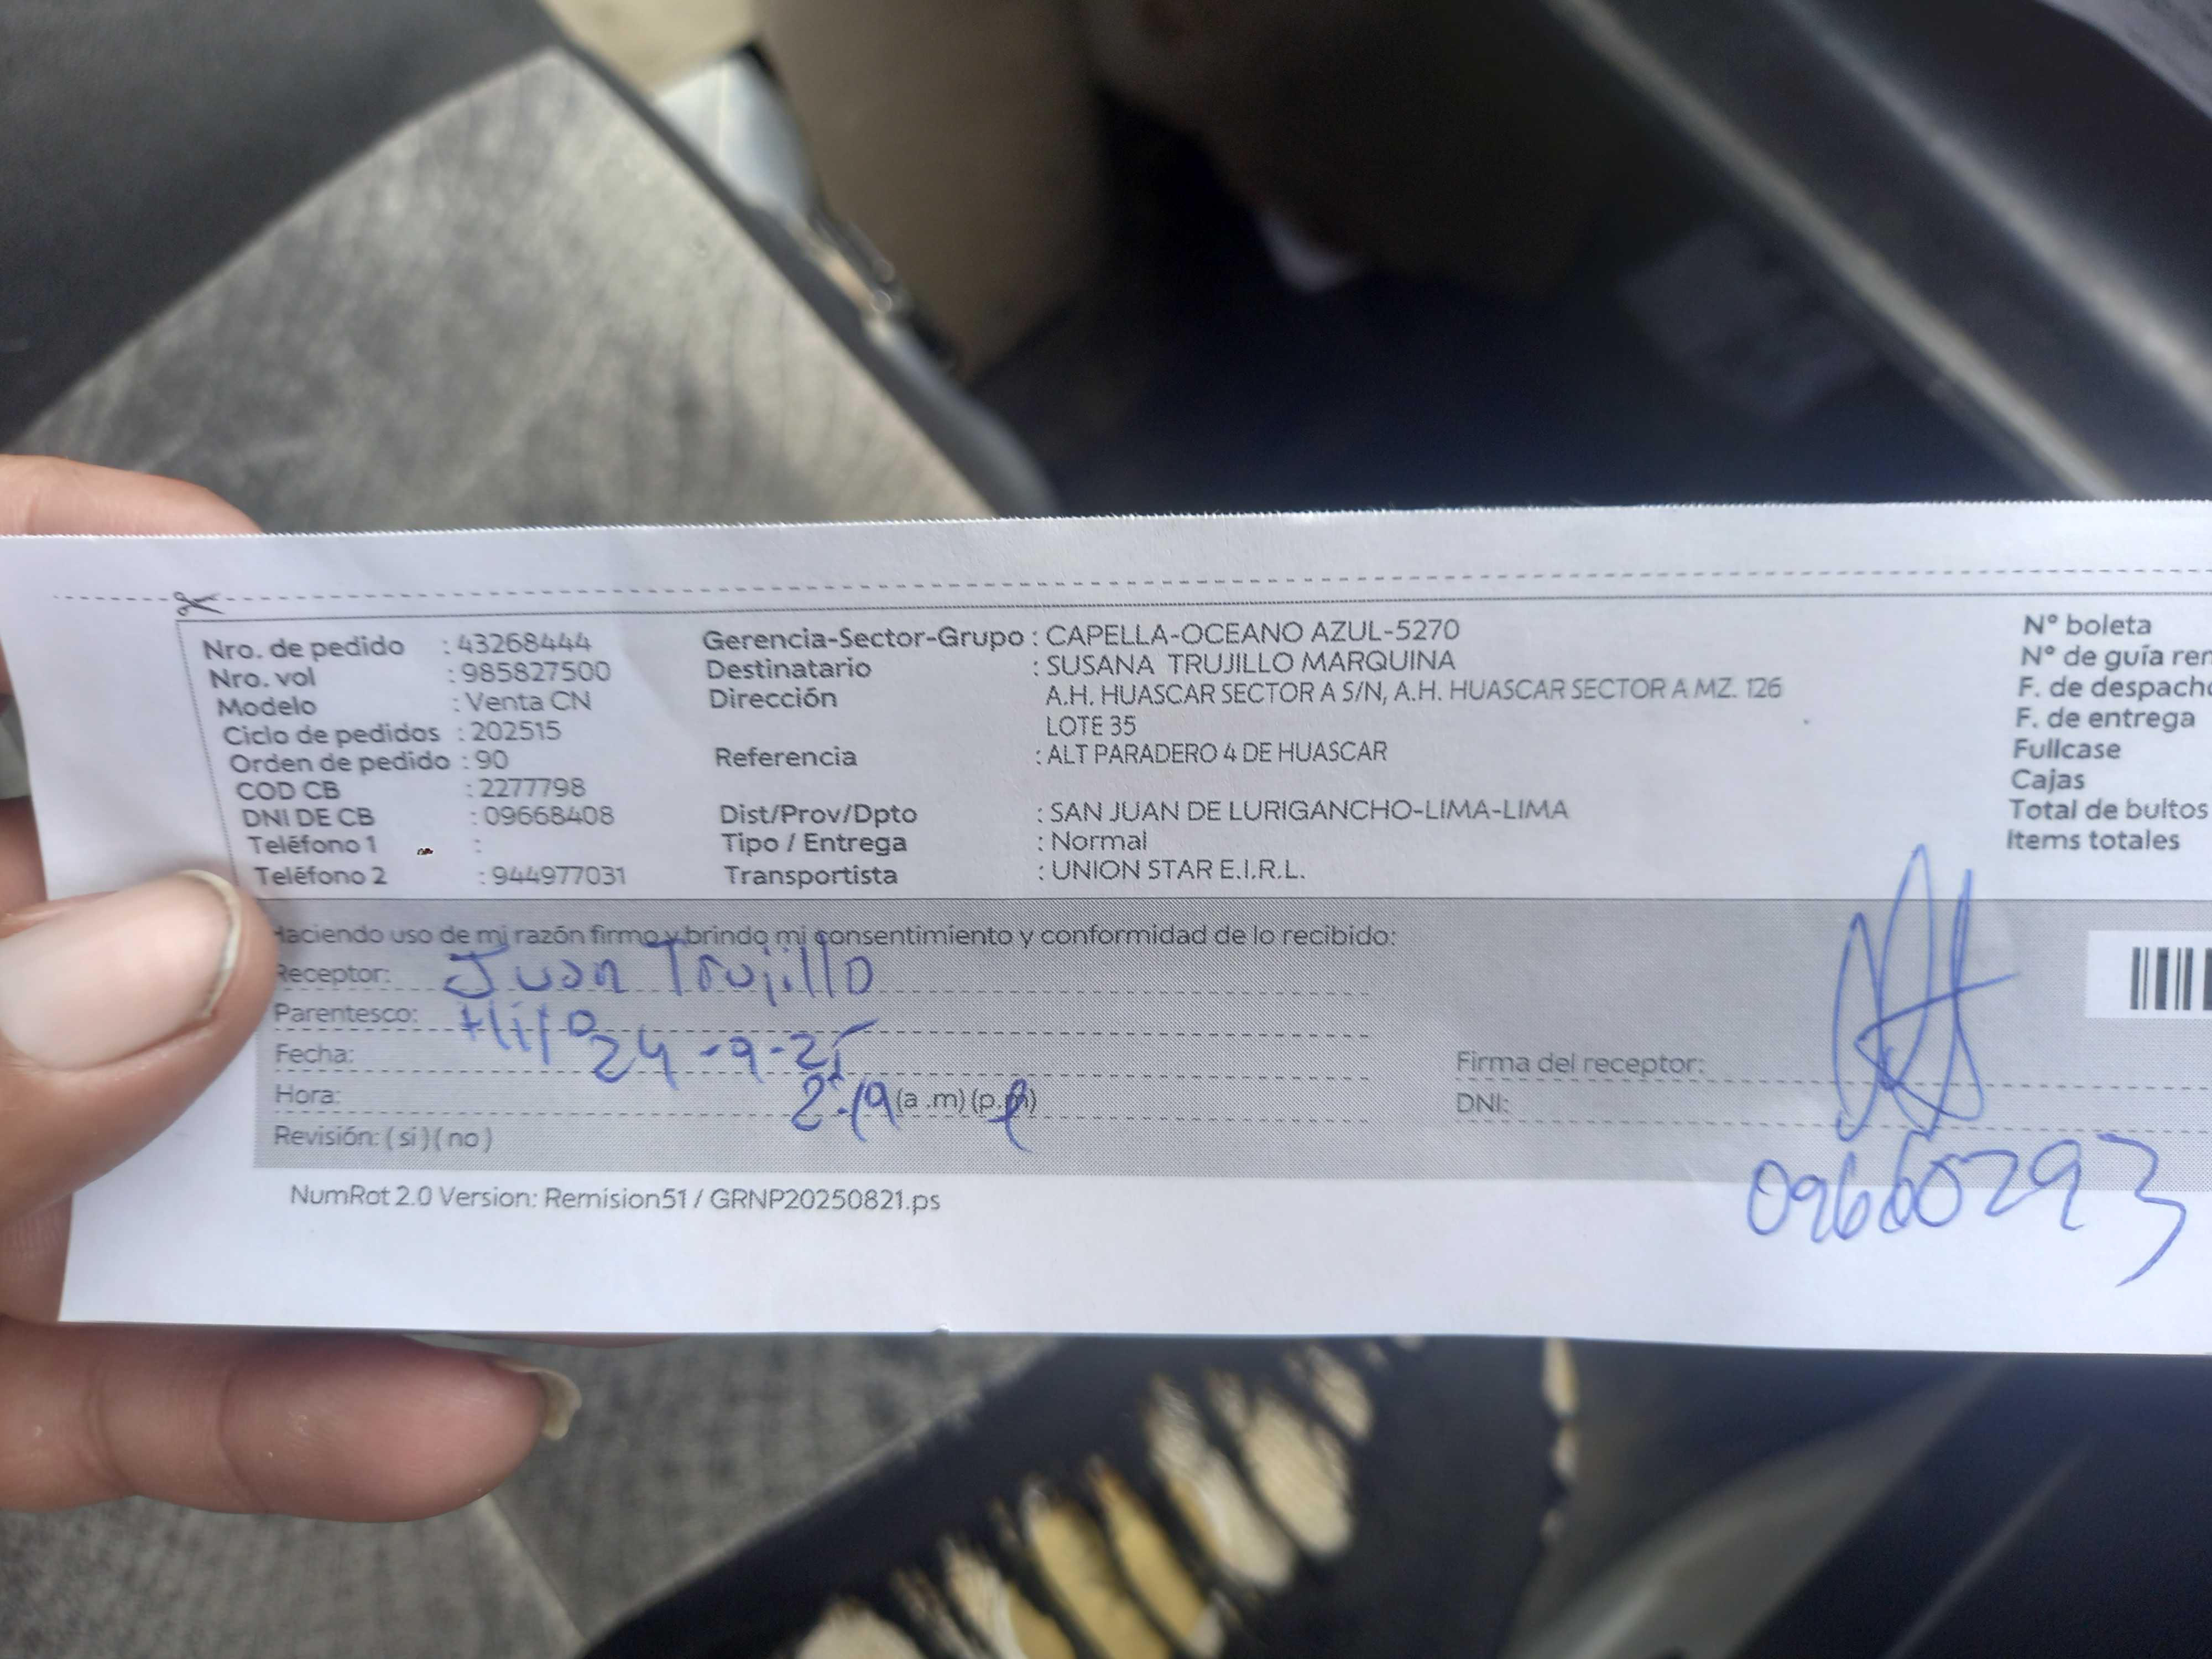 Nro. de pedido : 43268444
Nro. vol : 985827500
Modelo : Venta CN
Ciclo de pedidos : 202515
Orden de pedido : 90
COD CB : 2277798
DNI DE CB : 09668408
Teléfono 1 :
Teléfono 2 : 944977031
Gerencia-Sector-Grupo : CAPELLA-OCEANO AZUL-5270
Destinatario : SUSANA TRUJILLO MARQUINA
Dirección A.H. HUASCAR SECTOR A S/N, A.H. HUASCAR SECTOR A MZ. 126
LOTE 35
Referencia : ALT PARADERO 4 DE HUASCAR
Dist/Prov/Dpto : SAN JUAN DE LURIGANCHO-LIMA-LIMA
Tipo / Entrega : Normal
Transportista : UNION STAR E.I.R.L.
Nº boleta
Nº de guía rem
F. de despacho
F. de entrega
Fullcase
Cajas
Total de bultos
Items totales
Haciendo uso de mi razón firmo y brindo mi consentimiento y conformidad de lo recibido:
Receptor: Juan Trujillo
Parentesco: Hijo
Fecha: 24-9-25
Hora: (a.m) (p.m)
Revisión: ( si ) ( no )
Firma del receptor:
DNI: 09660293
NumRot 2.0 Version: Remision51 / GRNP20250821.ps